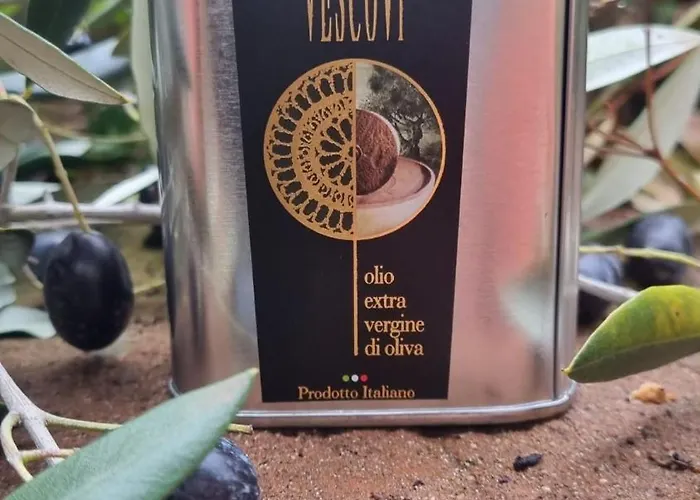 VESCOVI
olio
extra
vergine
di oliva
Prodotto Italiano